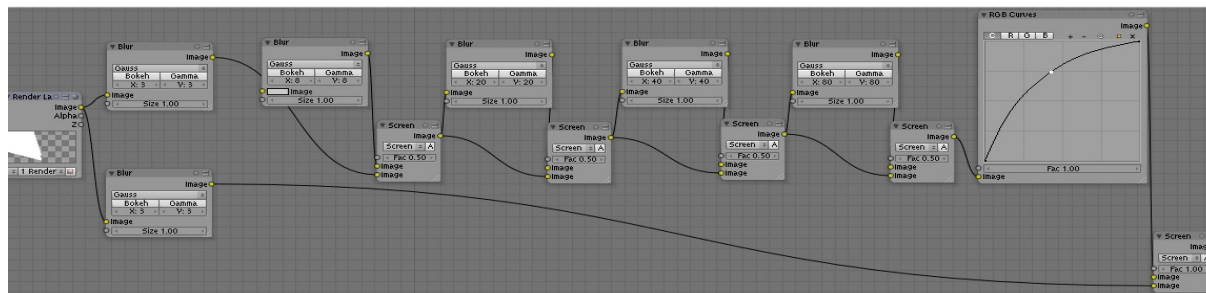 Render La
Image
Alpha
Z
1 Render
Blur
Image
Gauss
Bokeh Gamma
X: 3 Y: 3
Image
Size 1.00
Blur
Image
Gauss
Bokeh Gamma
X: 3 Y: 3
Image
Size 1.00
Blur
Image
Gauss
Bokeh Gamma
X: 8 Y: 8
Image
Size 1.00
Screen
Image
Screen A
Fac 0.50
Image
Image
Blur
Image
Gauss
Bokeh Gamma
X: 20 Y: 20
Image
Size 1.00
Screen
Image
Screen A
Fac 0.50
Image
Image
Blur
Image
Gauss
Bokeh Gamma
X: 40 Y: 40
Image
Size 1.00
Screen
Image
Screen A
Fac 0.50
Image
Image
Blur
Image
Gauss
Bokeh Gamma
X: 80 Y: 80
Image
Size 1.00
Screen
Image
Screen A
Fac 0.50
Image
Image
RGB Curves
Image
C R G B + - X
Fac 1.00
Image
Screen
Imag
Screen A
Fac 1.00
Image
Image